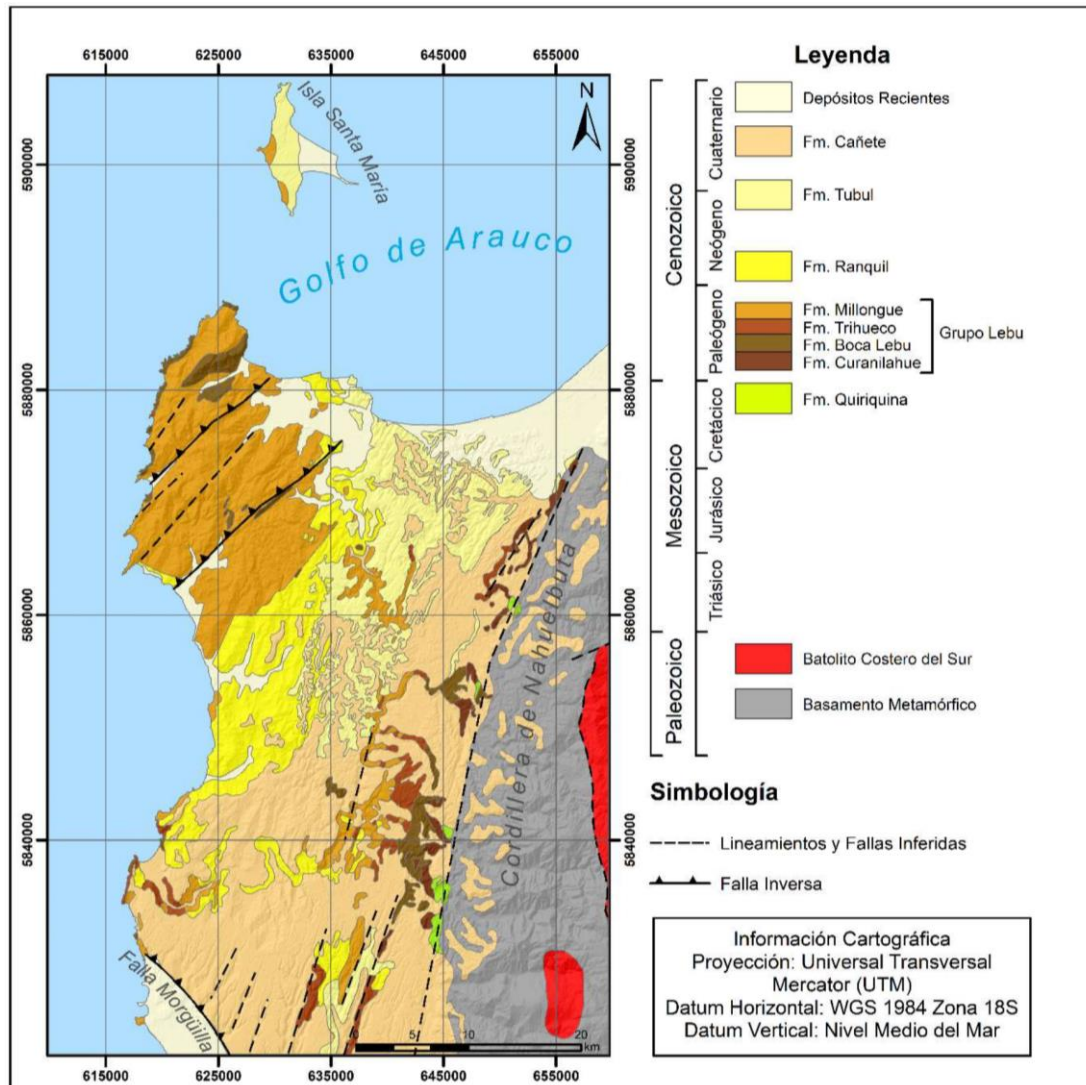 615000 625000 635000 645000 655000
5900000
5880000
5860000
5840000
Isla Santa María
N
Golfo de Arauco
Cordillera de Nahuelbuta
Falla Morgüilla
0 5 10 20
km
5900000
5880000
5860000
5840000
615000 625000 635000 645000 655000
Leyenda
Cenozoico
Mesozoico
Paleozoico
Cuaternario
Neógeno
Paleógeno
Cretácico
Jurásico
Triásico
Depósitos Recientes
Fm. Cañete
Fm. Tubul
Fm. Ranquil
Fm. Millongue
Fm. Trihueco
Fm. Boca Lebu
Fm. Curanilahue
Grupo Lebu
Fm. Quiriquina
Batolito Costero del Sur
Basamento Metamórfico
Simbología
Lineamientos y Fallas Inferidas
Falla Inversa
Información Cartográfica
Proyección: Universal Transversal
Mercator (UTM)
Datum Horizontal: WGS 1984 Zona 18S
Datum Vertical: Nivel Medio del Mar